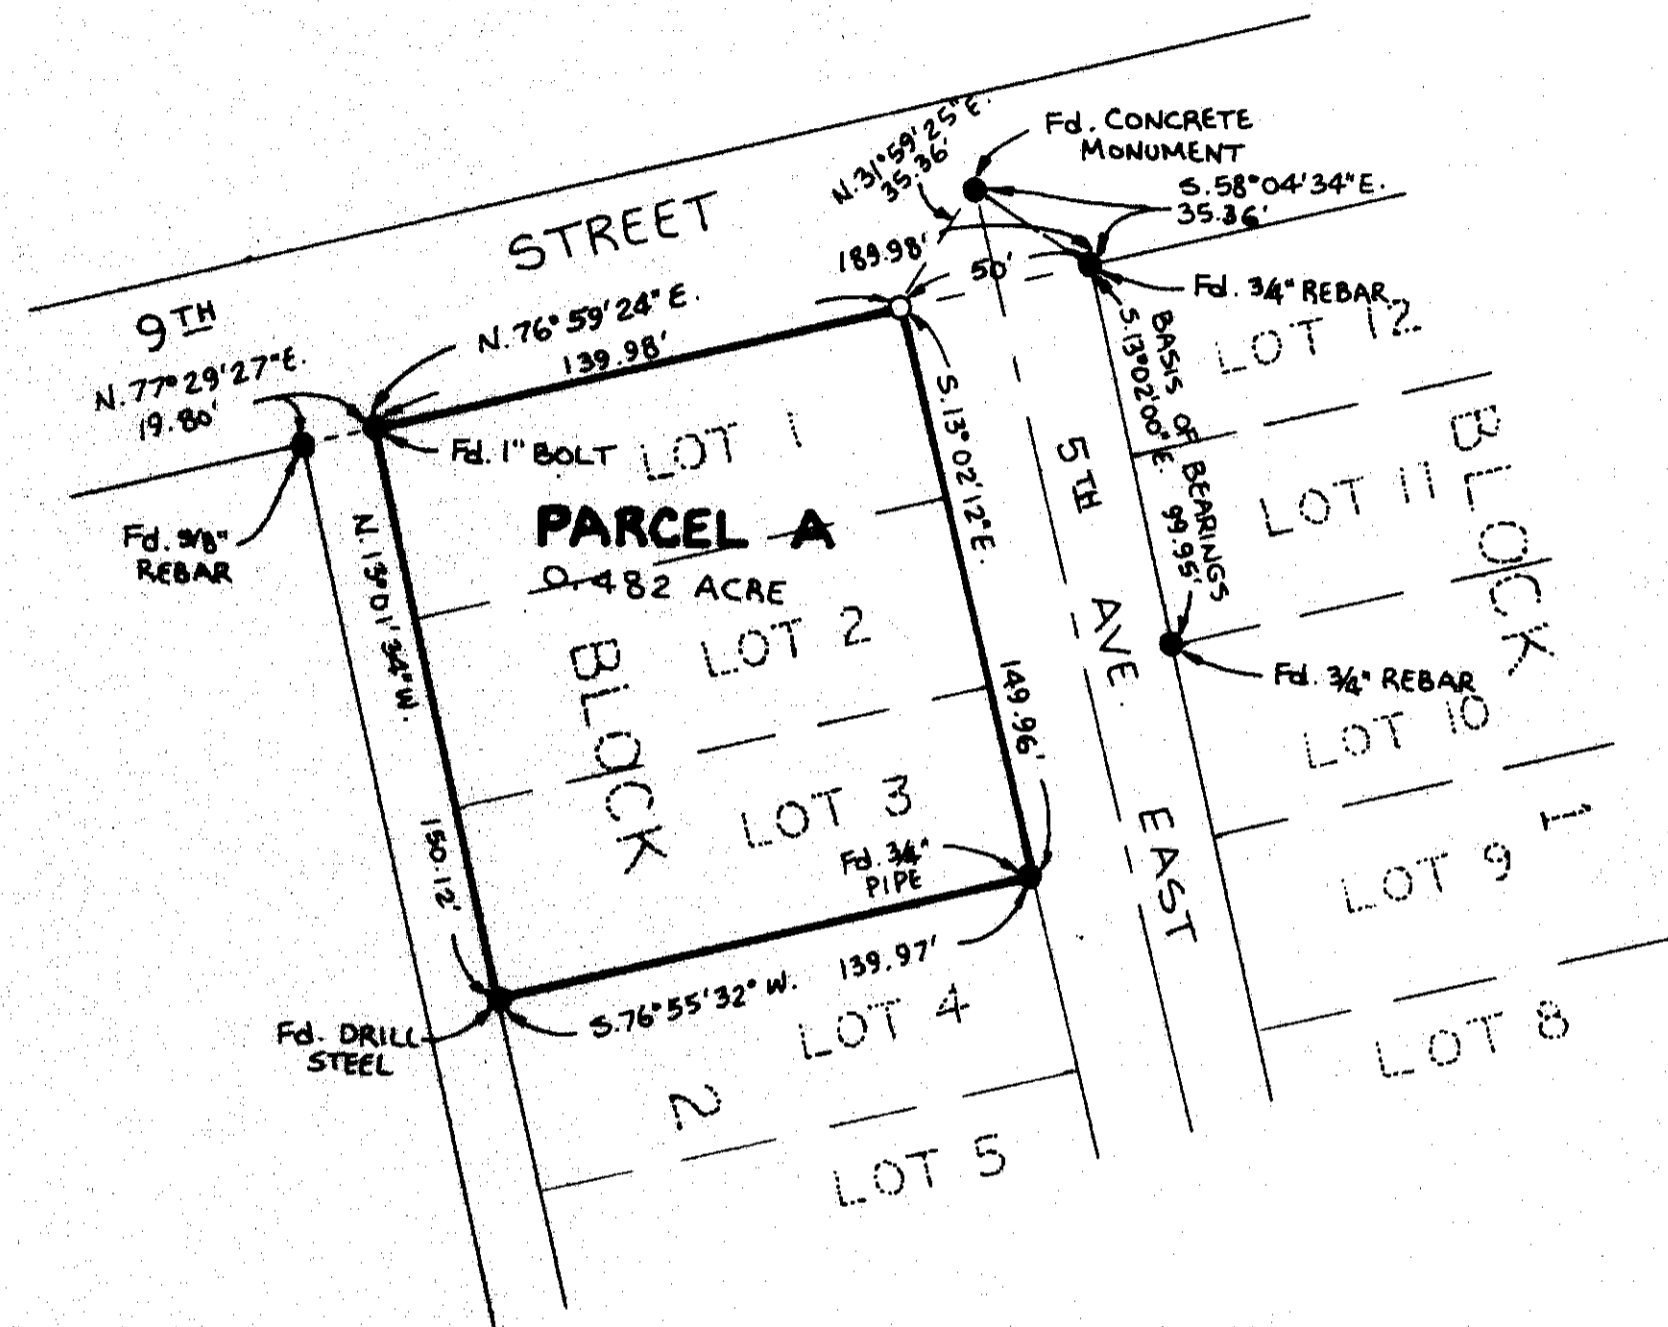 N.31°59'25"E.
35.36'
Fd. CONCRETE
MONUMENT
S.58°04'34"E.
35.36'
STREET
189.98'
50'
Fd. 3/4" REBAR
9TH
N.76°59'24"E.
139.98'
N.77°29'27"E.
19.80'
Fd. 1" BOLT
LOT 1
S.13°02'12"E.
149.96'
S.13°02'00"E. 99.95'
BASIS OF BEARINGS
LOT 12
LOT 11
BLOCK
1
5TH AVE. EAST
PARCEL A
0.482 ACRE
Fd. 5/8"
REBAR
N.13°01'34"W.
150.12'
LOT 2
BLOCK
2
Fd. 3/4" REBAR
LOT 10
LOT 3
Fd. 3/4"
PIPE
LOT 9
S.76°55'32"W. 139.97'
Fd. DRILL
STEEL
LOT 4
LOT 8
LOT 5